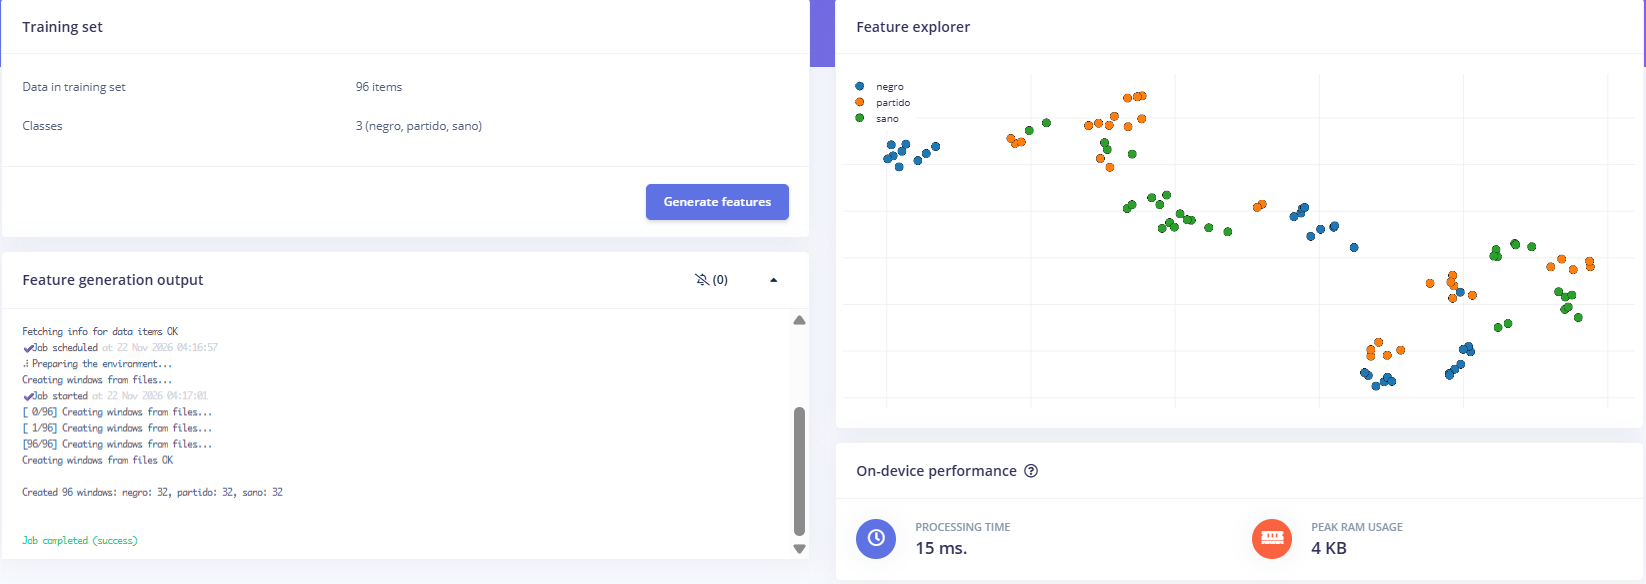 Training set
Data in training set 96 items
Classes 3 (negro, partido, sano)
Generate features
Feature generation output (0)
Fetching info for data items OK
Job scheduled at 22 Nov 2026 04:16:57
Preparing the environment...
Creating windows from files...
Job started at 22 Nov 2026 04:17:01
[ 0/96] Creating windows from files...
[ 1/96] Creating windows from files...
[96/96] Creating windows from files...
Creating windows from files OK
Created 96 windows: negro: 32, partido: 32, sano: 32
Job completed (success)
Feature explorer
negro
partido
sano
On-device performance ?
PROCESSING TIME
15 ms.
PEAK RAM USAGE
4 KB